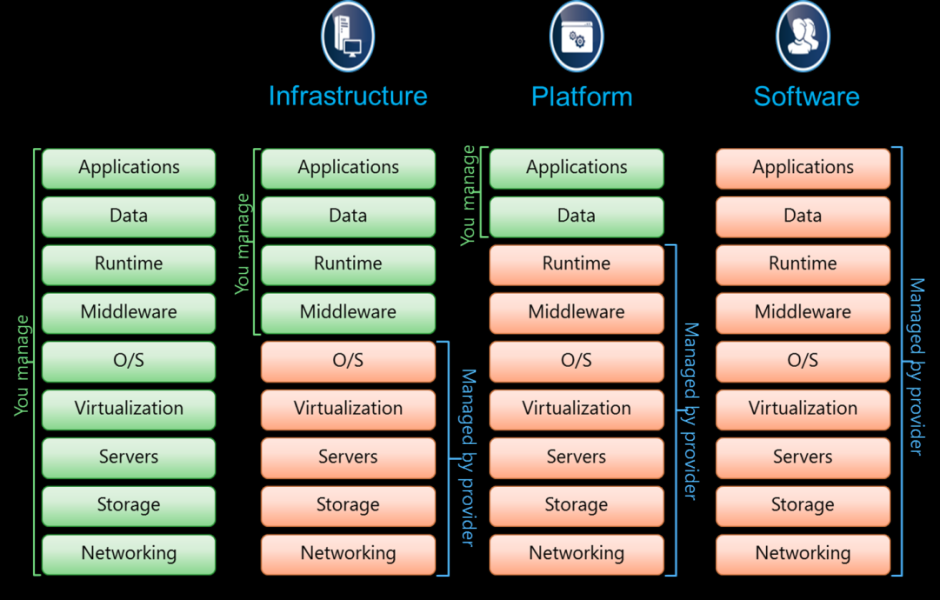 Infrastructure
Platform
Software
You manage
Applications
Data
Runtime
Middleware
O/S
Virtualization
Servers
Storage
Networking
You manage
Applications
Data
Runtime
Middleware
O/S
Virtualization
Servers
Storage
Networking
Managed by provider
You manage
Applications
Data
Runtime
Middleware
O/S
Virtualization
Servers
Storage
Networking
Managed by provider
Applications
Data
Runtime
Middleware
O/S
Virtualization
Servers
Storage
Networking
Managed by provider